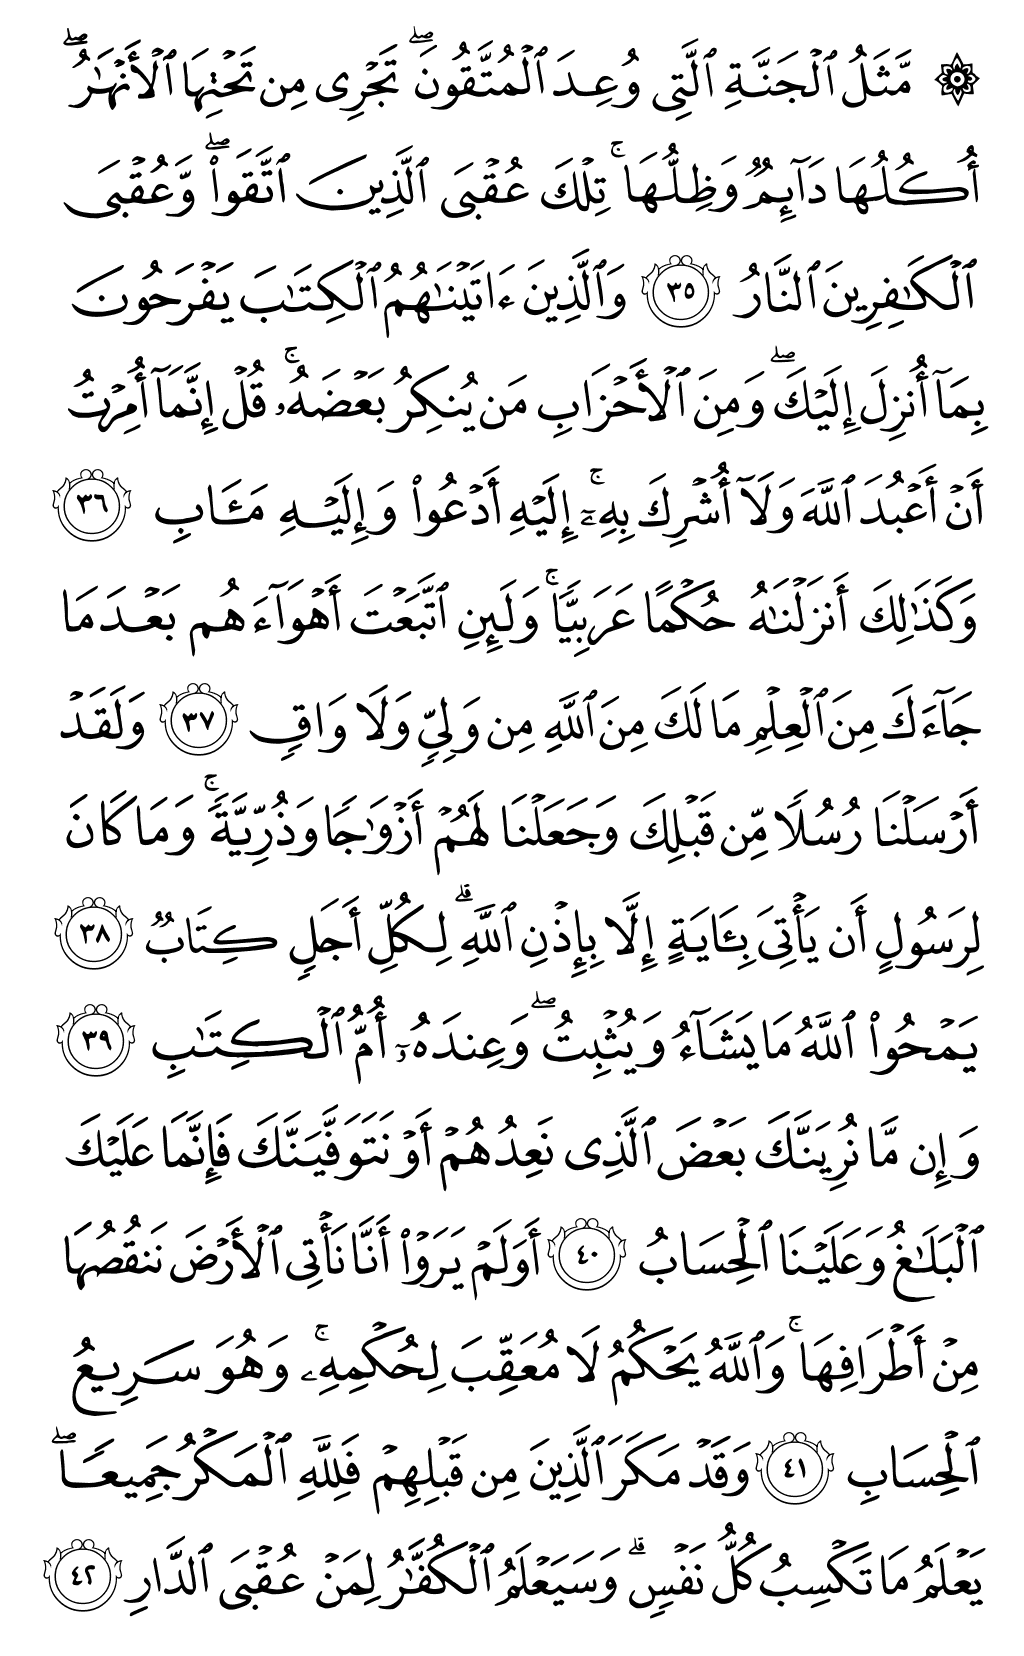 ۞ مَّثَلُ ٱلْجَنَّةِ ٱلَّتِى وُعِدَ ٱلْمُتَّقُونَ ۖ تَجْرِى مِن تَحْتِهَا ٱلْأَنْهَـٰرُ ۖ
أُكُلُهَا دَآئِمٌ وَظِلُّهَا ۚ تِلْكَ عُقْبَى ٱلَّذِينَ ٱتَّقَوا۟ ۖ وَّعُقْبَى
ٱلْكَـٰفِرِينَ ٱلنَّارُ ٣٥ وَٱلَّذِينَ ءَاتَيْنَـٰهُمُ ٱلْكِتَـٰبَ يَفْرَحُونَ
بِمَآ أُنزِلَ إِلَيْكَ ۖ وَمِنَ ٱلْأَحْزَابِ مَن يُنكِرُ بَعْضَهُۥ ۚ قُلْ إِنَّمَآ أُمِرْتُ
أَنْ أَعْبُدَ ٱللَّهَ وَلَآ أُشْرِكَ بِهِۦٓ ۚ إِلَيْهِ أَدْعُوا۟ وَإِلَيْهِ مَـَٔابِ ٣٦
وَكَذَٰلِكَ أَنزَلْنَـٰهُ حُكْمًا عَرَبِيًّا ۚ وَلَئِنِ ٱتَّبَعْتَ أَهْوَآءَهُم بَعْدَمَا
جَآءَكَ مِنَ ٱلْعِلْمِ مَا لَكَ مِنَ ٱللَّهِ مِن وَلِىٍّ وَلَا وَاقٍ ٣٧ وَلَقَدْ
أَرْسَلْنَا رُسُلًا مِّن قَبْلِكَ وَجَعَلْنَا لَهُمْ أَزْوَٰجًا وَذُرِّيَّةً ۚ وَمَا كَانَ
لِرَسُولٍ أَن يَأْتِىَ بِـَٔايَةٍ إِلَّا بِإِذْنِ ٱللَّهِ ۗ لِكُلِّ أَجَلٍ كِتَابٌ ٣٨
يَمْحُوا۟ ٱللَّهُ مَا يَشَآءُ وَيُثْبِتُ ۖ وَعِندَهُۥٓ أُمُّ ٱلْكِتَـٰبِ ٣٩
وَإِن مَّا نُرِيَنَّكَ بَعْضَ ٱلَّذِى نَعِدُهُمْ أَوْ نَتَوَفَّيَنَّكَ فَإِنَّمَا عَلَيْكَ
ٱلْبَلَـٰغُ وَعَلَيْنَا ٱلْحِسَابُ ٤٠ أَوَلَمْ يَرَوْا۟ أَنَّا نَأْتِى ٱلْأَرْضَ نَنقُصُهَا
مِنْ أَطْرَافِهَا ۚ وَٱللَّهُ يَحْكُمُ لَا مُعَقِّبَ لِحُكْمِهِۦ ۚ وَهُوَ سَرِيعُ
ٱلْحِسَابِ ٤١ وَقَدْ مَكَرَ ٱلَّذِينَ مِن قَبْلِهِمْ فَلِلَّهِ ٱلْمَكْرُ جَمِيعًا ۖ
يَعْلَمُ مَا تَكْسِبُ كُلُّ نَفْسٍ ۗ وَسَيَعْلَمُ ٱلْكُفَّـٰرُ لِمَنْ عُقْبَى ٱلدَّارِ ٤٢